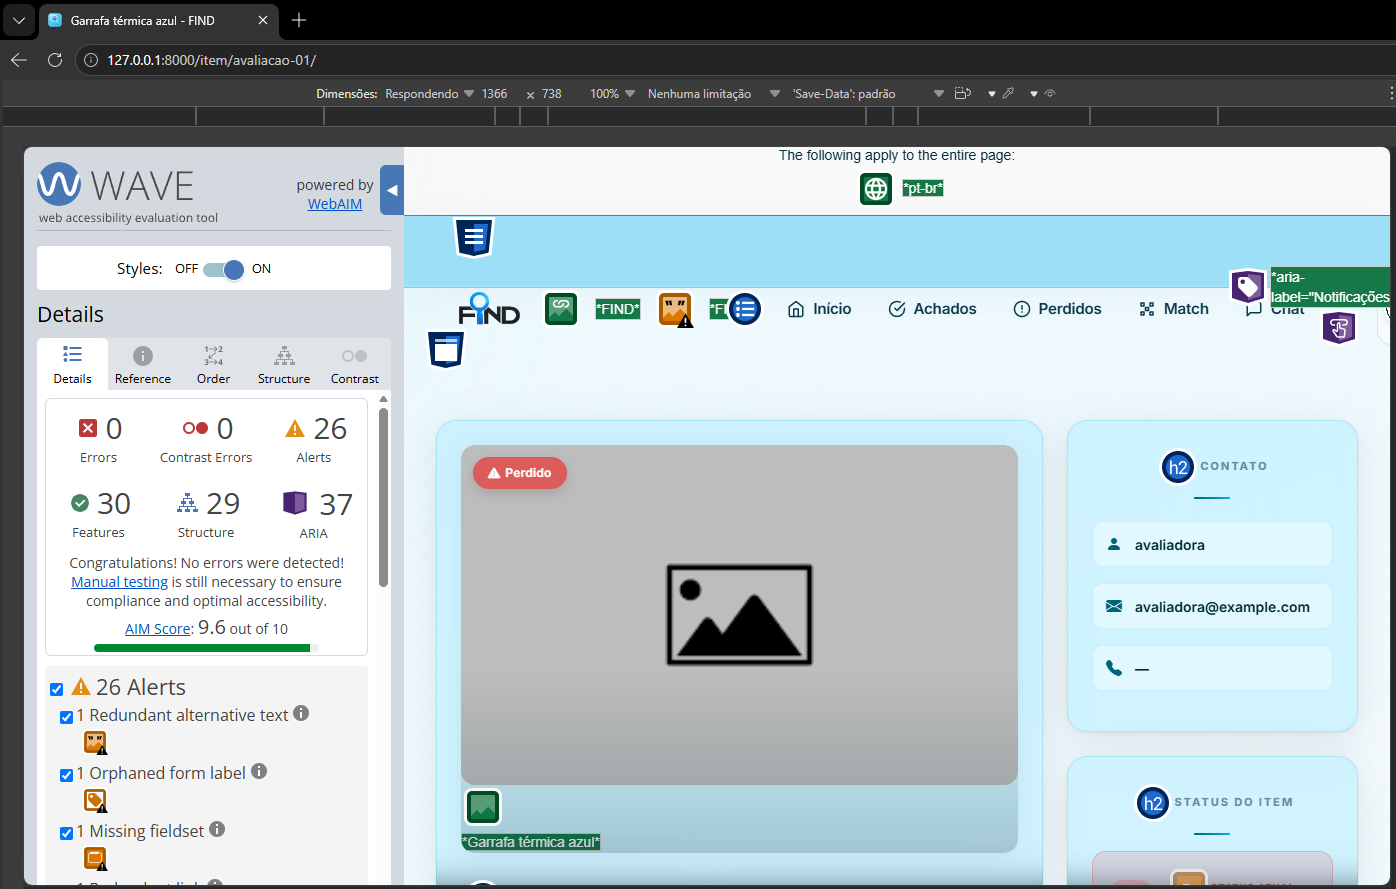 Garrafa térmica azul - FIND
127.0.0.1:8000/item/avaliacao-01/
Dimensões: Respondendo 1366 x 738 100% Nenhuma limitação 'Save-Data': padrão
WAVE
web accessibility evaluation tool
powered by
WebAIM
Styles: OFF ON
Details
Details Reference Order Structure Contrast
0 Errors
0 Contrast Errors
26 Alerts
30 Features
29 Structure
37 ARIA
Congratulations! No errors were detected!
Manual testing is still necessary to ensure
compliance and optimal accessibility.
AIM Score: 9.6 out of 10
26 Alerts
1 Redundant alternative text
1 Orphaned form label
1 Missing fieldset
The following apply to the entire page:
*pt-br*
*aria-
label="Notificações
FIND *FIND* Início Achados Perdidos Match Chat
Perdido
*Garrafa térmica azul*
h2 CONTATO
avaliadora
avaliadora@example.com
—
h2 STATUS DO ITEM